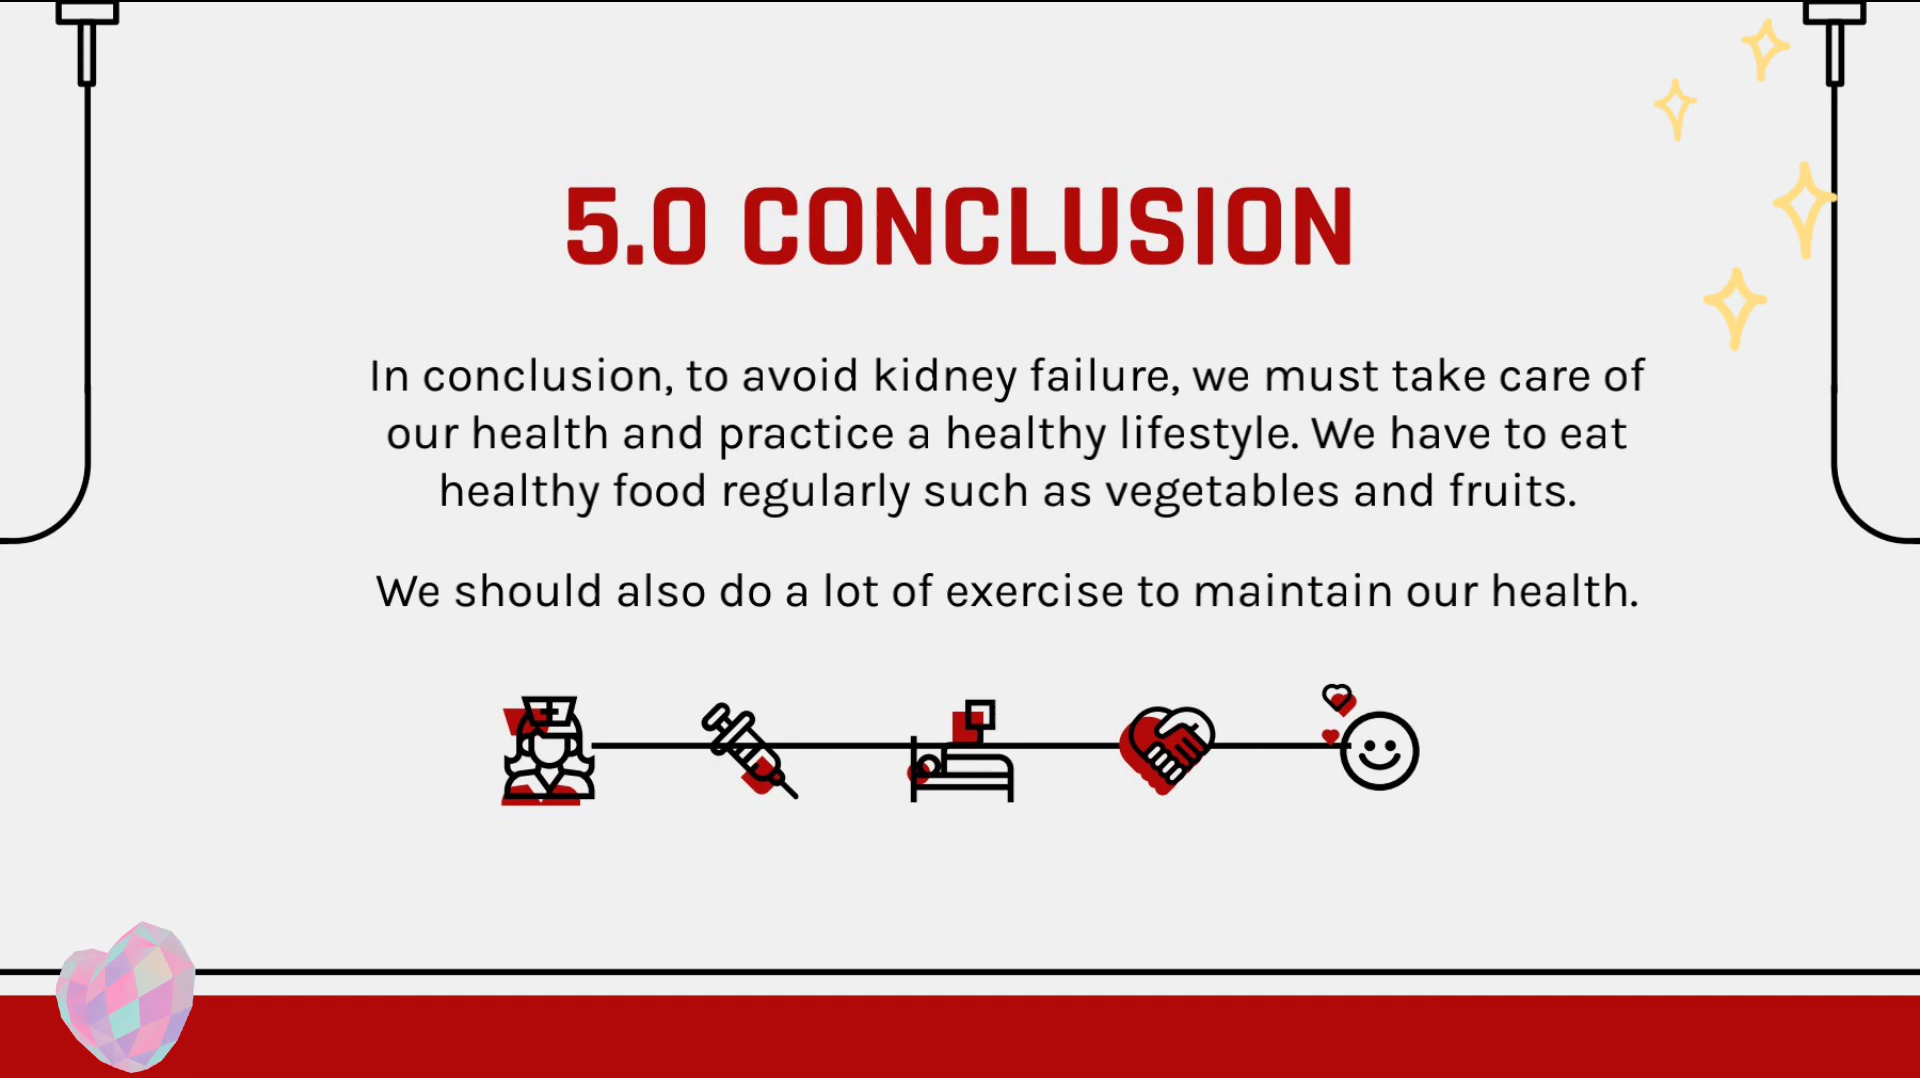 5.0 CONCLUSION
In conclusion, to avoid kidney failure, we must take care of
our health and practice a healthy lifestyle. We have to eat
healthy food regularly such as vegetables and fruits.
We should also do a lot of exercise to maintain our health.